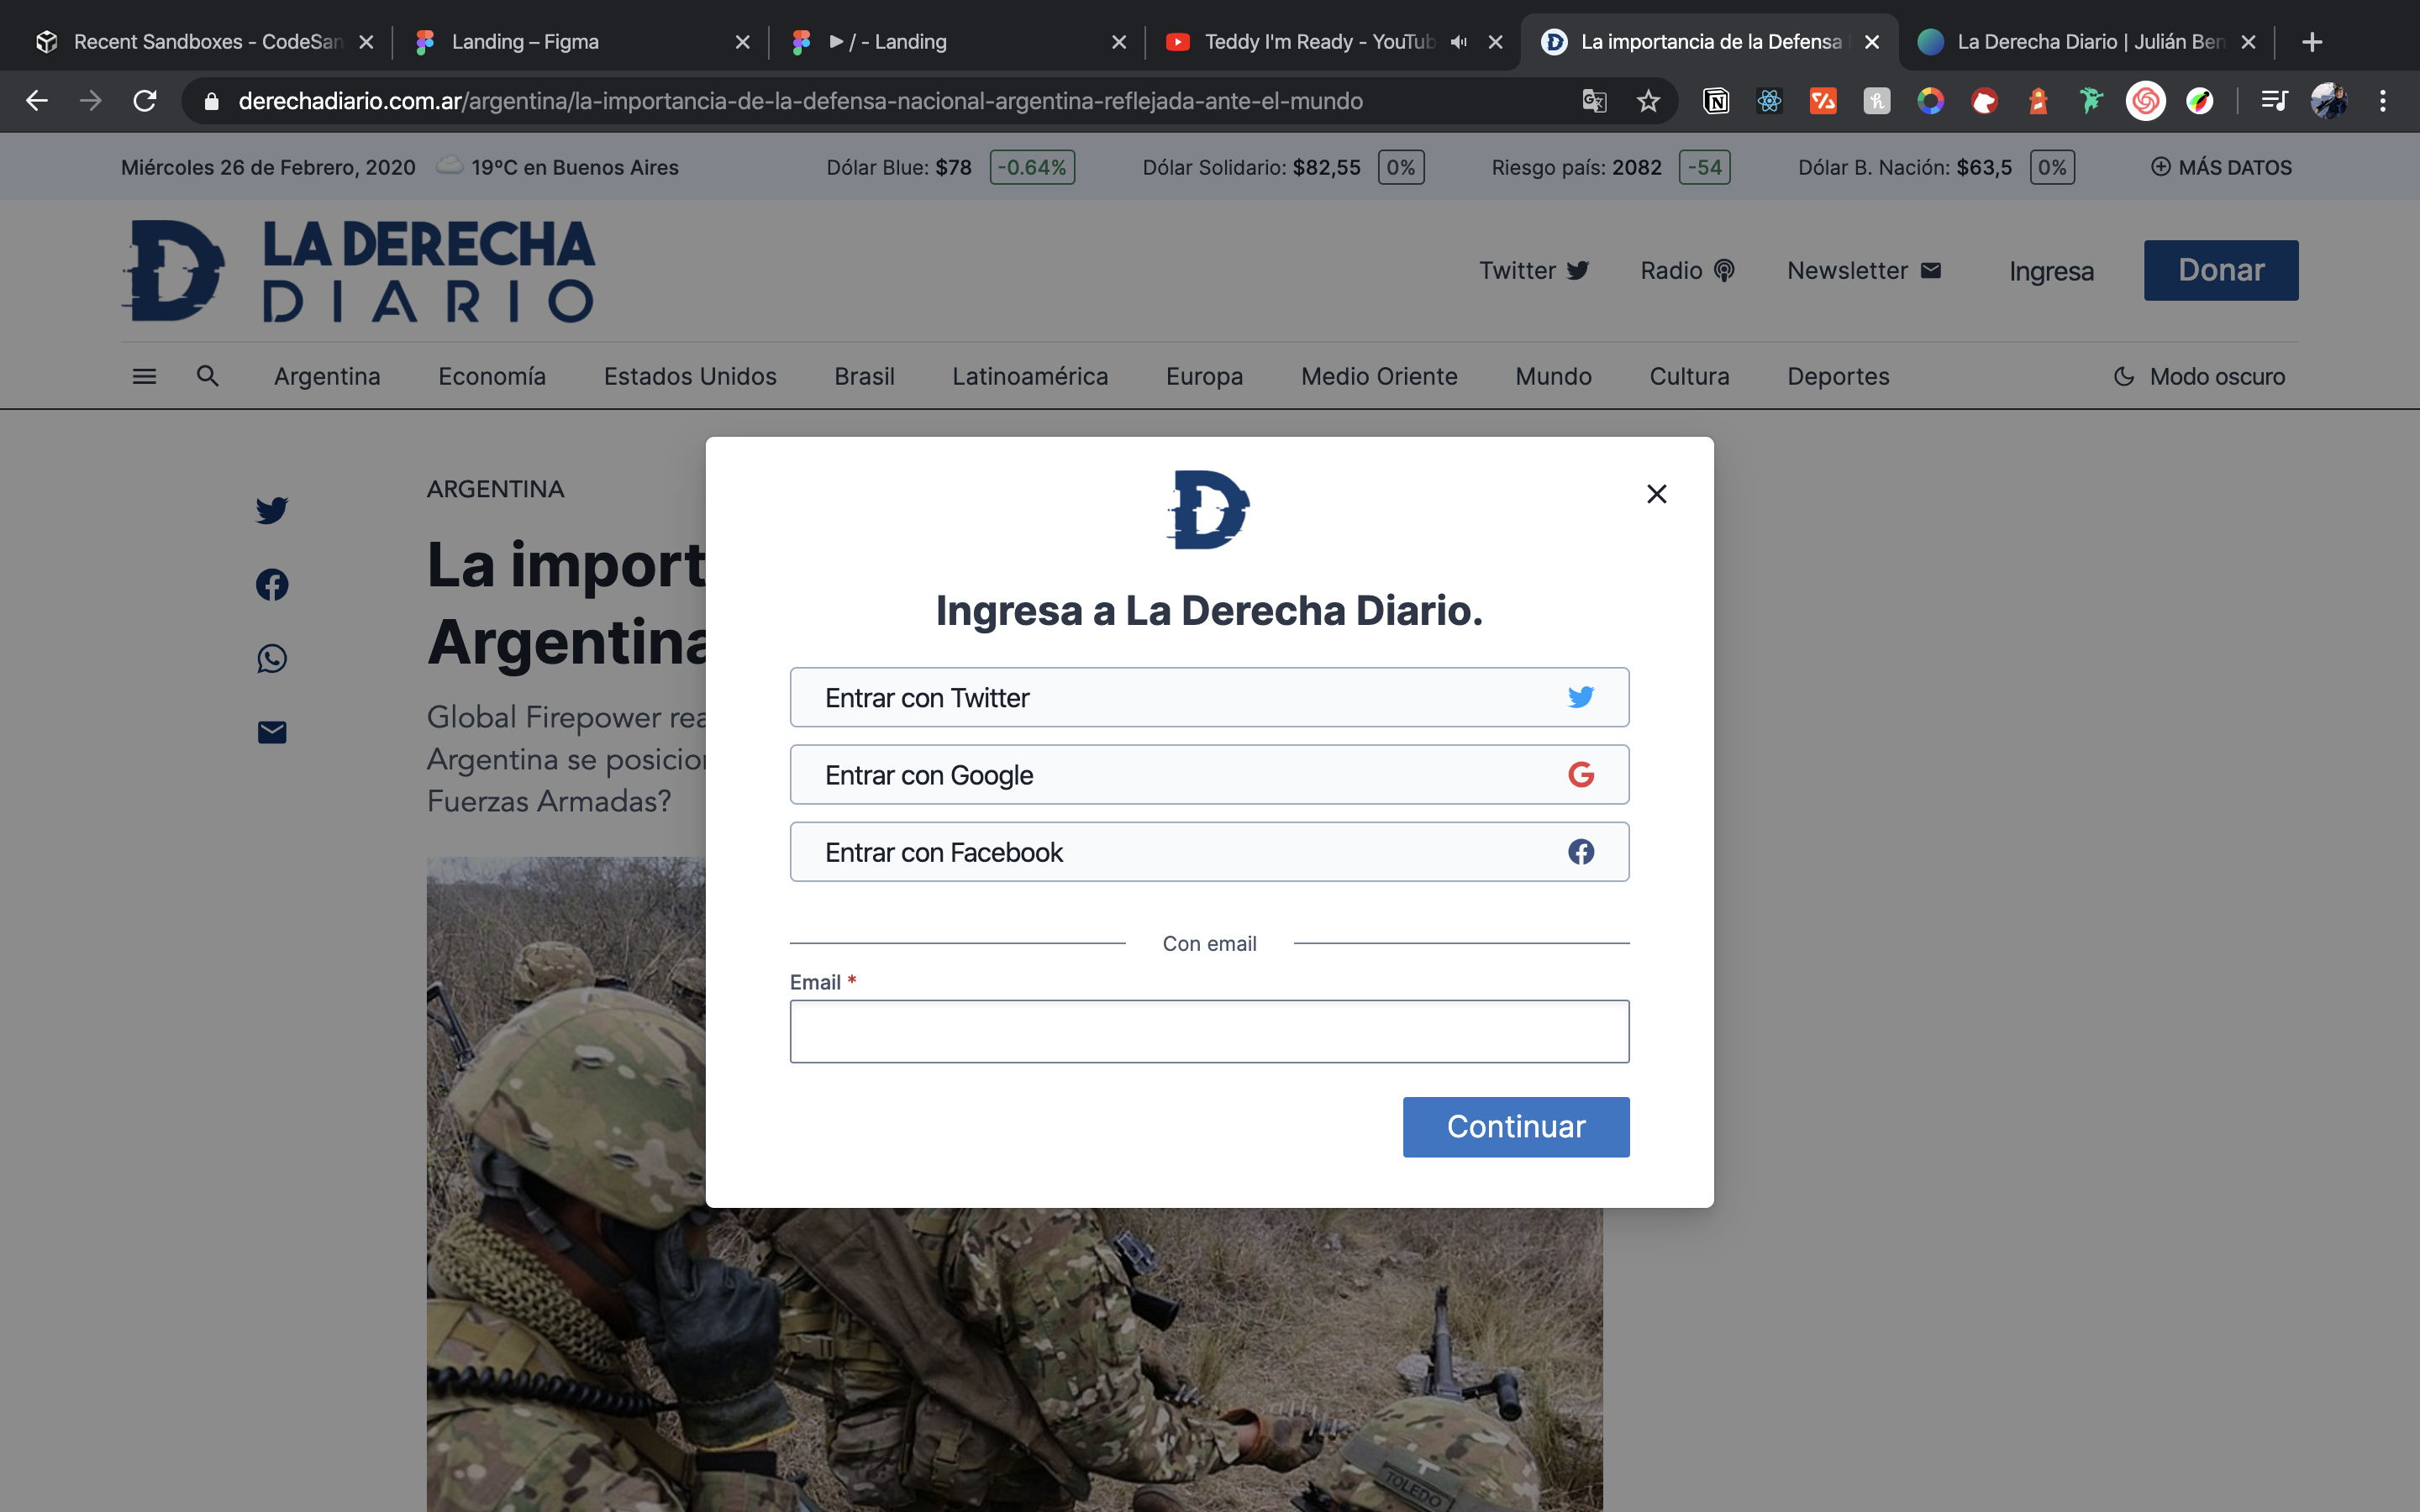 Recent Sandboxes - CodeSan
Landing – Figma
/ - Landing
Teddy I'm Ready - YouTub
La importancia de la Defensa
La Derecha Diario | Julián Ben
derechadiario.com.ar/argentina/la-importancia-de-la-defensa-nacional-argentina-reflejada-ante-el-mundo
Miércoles 26 de Febrero, 2020 19°C en Buenos Aires Dólar Blue: $78 -0.64% Dólar Solidario: $82,55 0% Riesgo país: 2082 -54 Dólar B. Nación: $63,5 0% MÁS DATOS
LA DERECHA
DIARIO
Twitter Radio Newsletter Ingresa Donar
Argentina Economía Estados Unidos Brasil Latinoamérica Europa Medio Oriente Mundo Cultura Deportes Modo oscuro
ARGENTINA
La import
Argentina
Global Firepower rea
Argentina se posicion
Fuerzas Armadas?
Ingresa a La Derecha Diario.
Entrar con Twitter
Entrar con Google
Entrar con Facebook
Con email
Email *
Continuar
TOLEDO